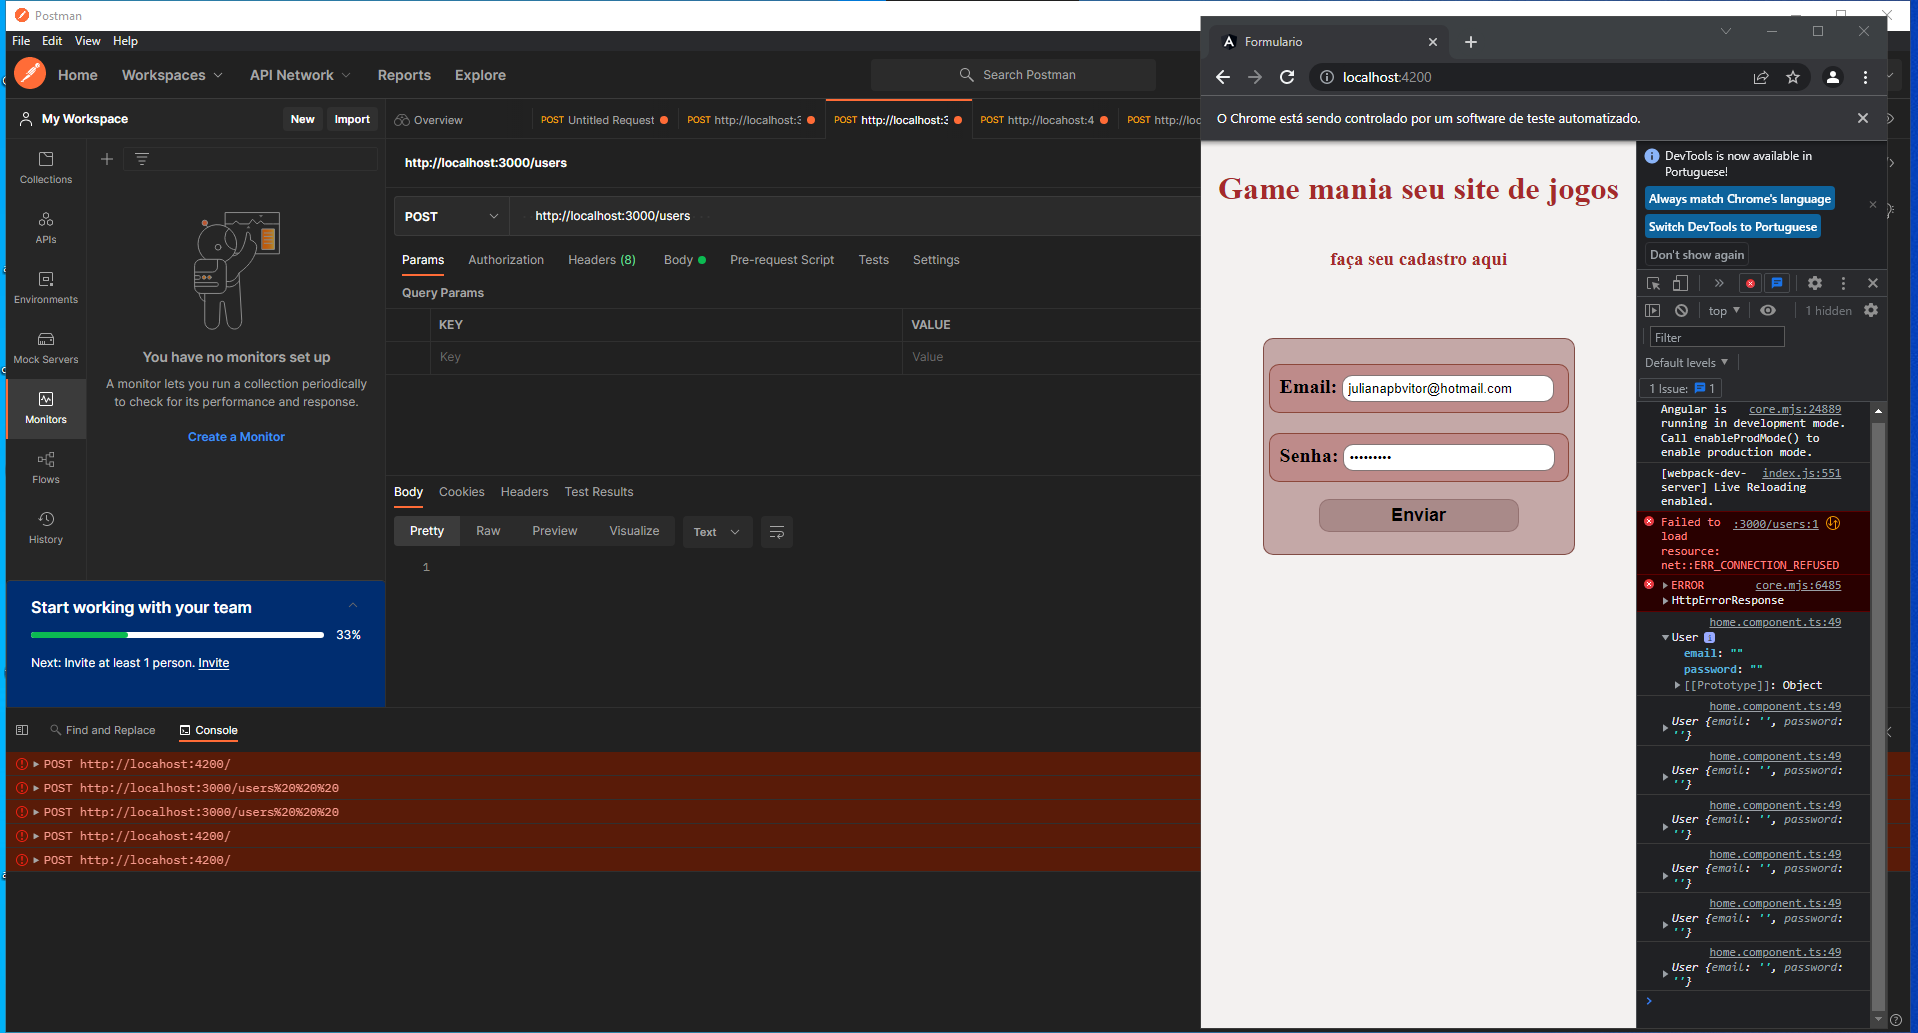 Postman
File Edit View Help
Home Workspaces API Network Reports Explore
Search Postman
My Workspace
New Import
Overview
POST Untitled Request
POST http://localhost:3
POST http://localhost:3
POST http://locahost:4
POST http://loc
Collections
APIs
Environments
Mock Servers
Monitors
Flows
History
You have no monitors set up
A monitor lets you run a collection periodically
to check for its performance and response.
Create a Monitor
Start working with your team
33%
Next: Invite at least 1 person. Invite
http://localhost:3000/users
POST http://localhost:3000/users
Params Authorization Headers (8) Body Pre-request Script Tests Settings
Query Params
KEY VALUE
Key Value
Body Cookies Headers Test Results
Pretty Raw Preview Visualize Text
1
Find and Replace Console
POST http://locahost:4200/
POST http://localhost:3000/users%20%20%20
POST http://localhost:3000/users%20%20%20
POST http://locahost:4200/
POST http://locahost:4200/
Formulario
localhost:4200
O Chrome está sendo controlado por um software de teste automatizado.
Game mania seu site de jogos
faça seu cadastro aqui
Email: julianapbvitor@hotmail.com
Senha: •••••••••
Enviar
DevTools is now available in
Portuguese!
Always match Chrome's language
Switch DevTools to Portuguese
Don't show again
top 1 hidden
Filter
Default levels
1 Issue: 1
Angular is core.mjs:24889
running in development mode.
Call enableProdMode() to
enable production mode.
[webpack-dev- index.js:551
server] Live Reloading
enabled.
Failed to :3000/users:1
load
resource:
net::ERR_CONNECTION_REFUSED
ERROR core.mjs:6485
HttpErrorResponse
home.component.ts:49
User i
email: ""
password: ""
[[Prototype]]: Object
home.component.ts:49
User {email: '', password:
''}
home.component.ts:49
User {email: '', password:
''}
home.component.ts:49
User {email: '', password:
''}
home.component.ts:49
User {email: '', password:
''}
home.component.ts:49
User {email: '', password:
''}
home.component.ts:49
User {email: '', password:
''}